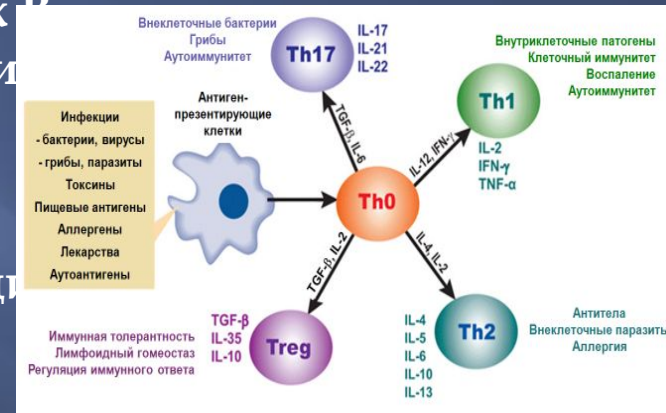 Внеклеточные бактерии
Грибы
Аутоиммунитет
Th17
IL-17
IL-21
IL-22
Внутриклеточные патогены
Клеточный иммунитет
Воспаление
Аутоиммунитет
Th1
IL-2
IFN-γ
TNF-α
Инфекции
- бактерии, вирусы
- грибы, паразиты
Токсины
Пищевые антигены
Аллергены
Лекарства
Аутоантигены
Антиген-
презентирующие
клетки
TGF-β, IL-6
IL-12, IFN-γ
Th0
TGF-β, IL-2
IL-4, IL-2
Иммунная толерантность
Лимфоидный гомеостаз
Регуляция иммунного ответа
TGF-β
IL-35
IL-10
Treg
IL-4
IL-5
IL-6
IL-10
IL-13
Th2
Антитела
Внеклеточные паразиты
Аллергия